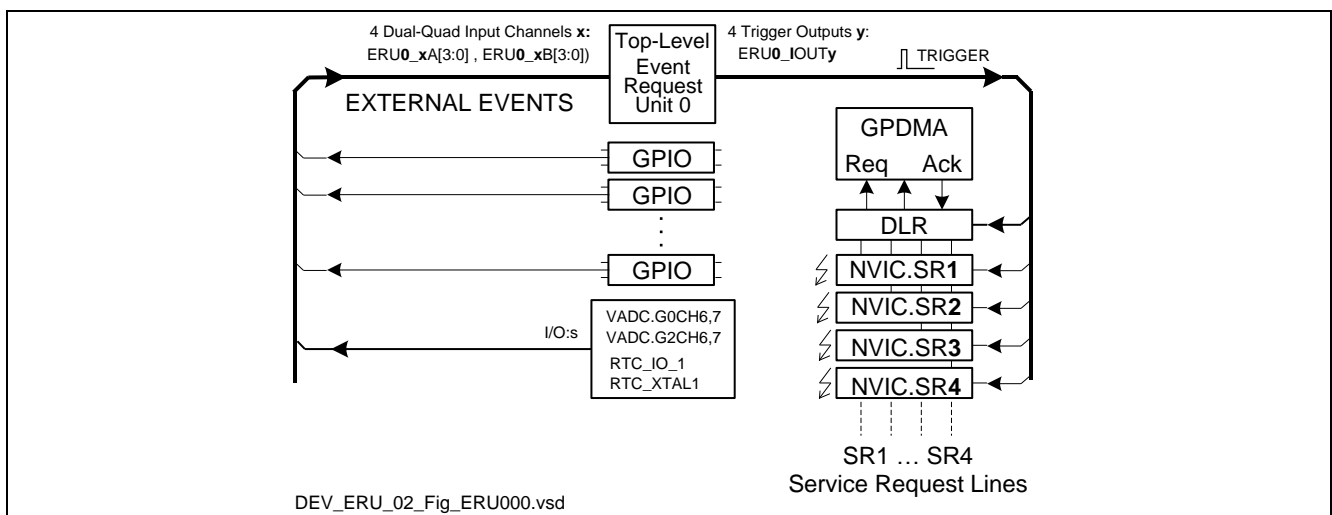 4 Dual-Quad Input Channels x:
ERU0_xA[3:0] , ERU0_xB[3:0])
EXTERNAL EVENTS
Top-Level
Event
Request
Unit 0
4 Trigger Outputs y:
ERU0_IOUTy
TRIGGER
GPIO
GPIO
GPIO
I/O:s
VADC.G0CH6,7
VADC.G2CH6,7
RTC_IO_1
RTC_XTAL1
GPDMA
Req Ack
DLR
NVIC.SR1
NVIC.SR2
NVIC.SR3
NVIC.SR4
SR1 … SR4
Service Request Lines
DEV_ERU_02_Fig_ERU000.vsd